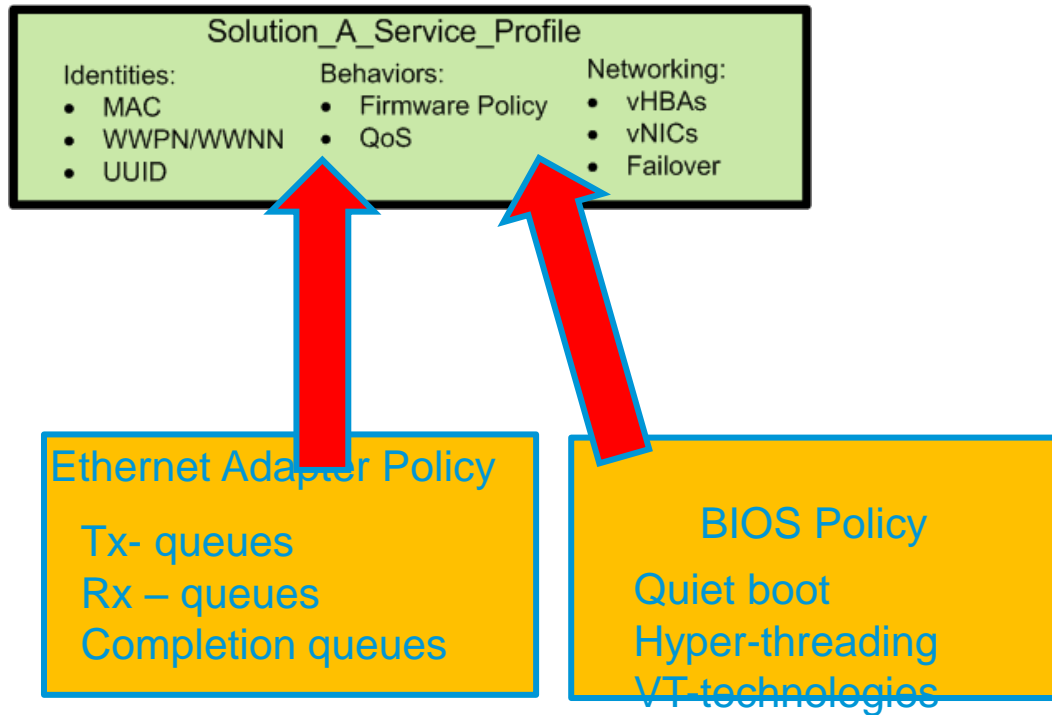 Solution_A_Service_Profile
Identities:
• MAC
• WWPN/WWNN
• UUID
Behaviors:
• Firmware Policy
• QoS
Networking:
• vHBAs
• vNICs
• Failover
Ethernet Adapter Policy
Tx- queues
Rx – queues
Completion queues
BIOS Policy
Quiet boot
Hyper-threading
VT-technologies